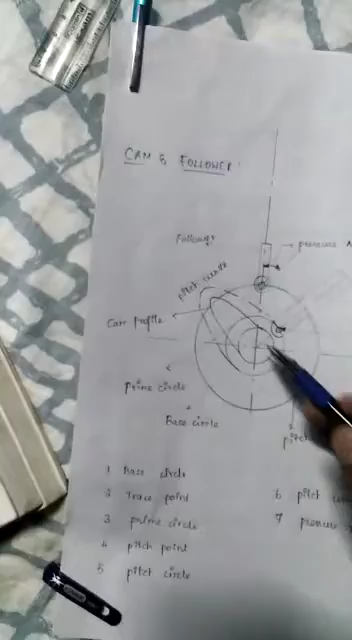 CAM & FOLLOWER
Follower
pressure
pitch curve
Cam profile
prime circle
Base circle
pitch
1 Base circle
2 Trace point
3 prime circle
4 pitch point
5 pitch circle
6 pitch
7 pressure